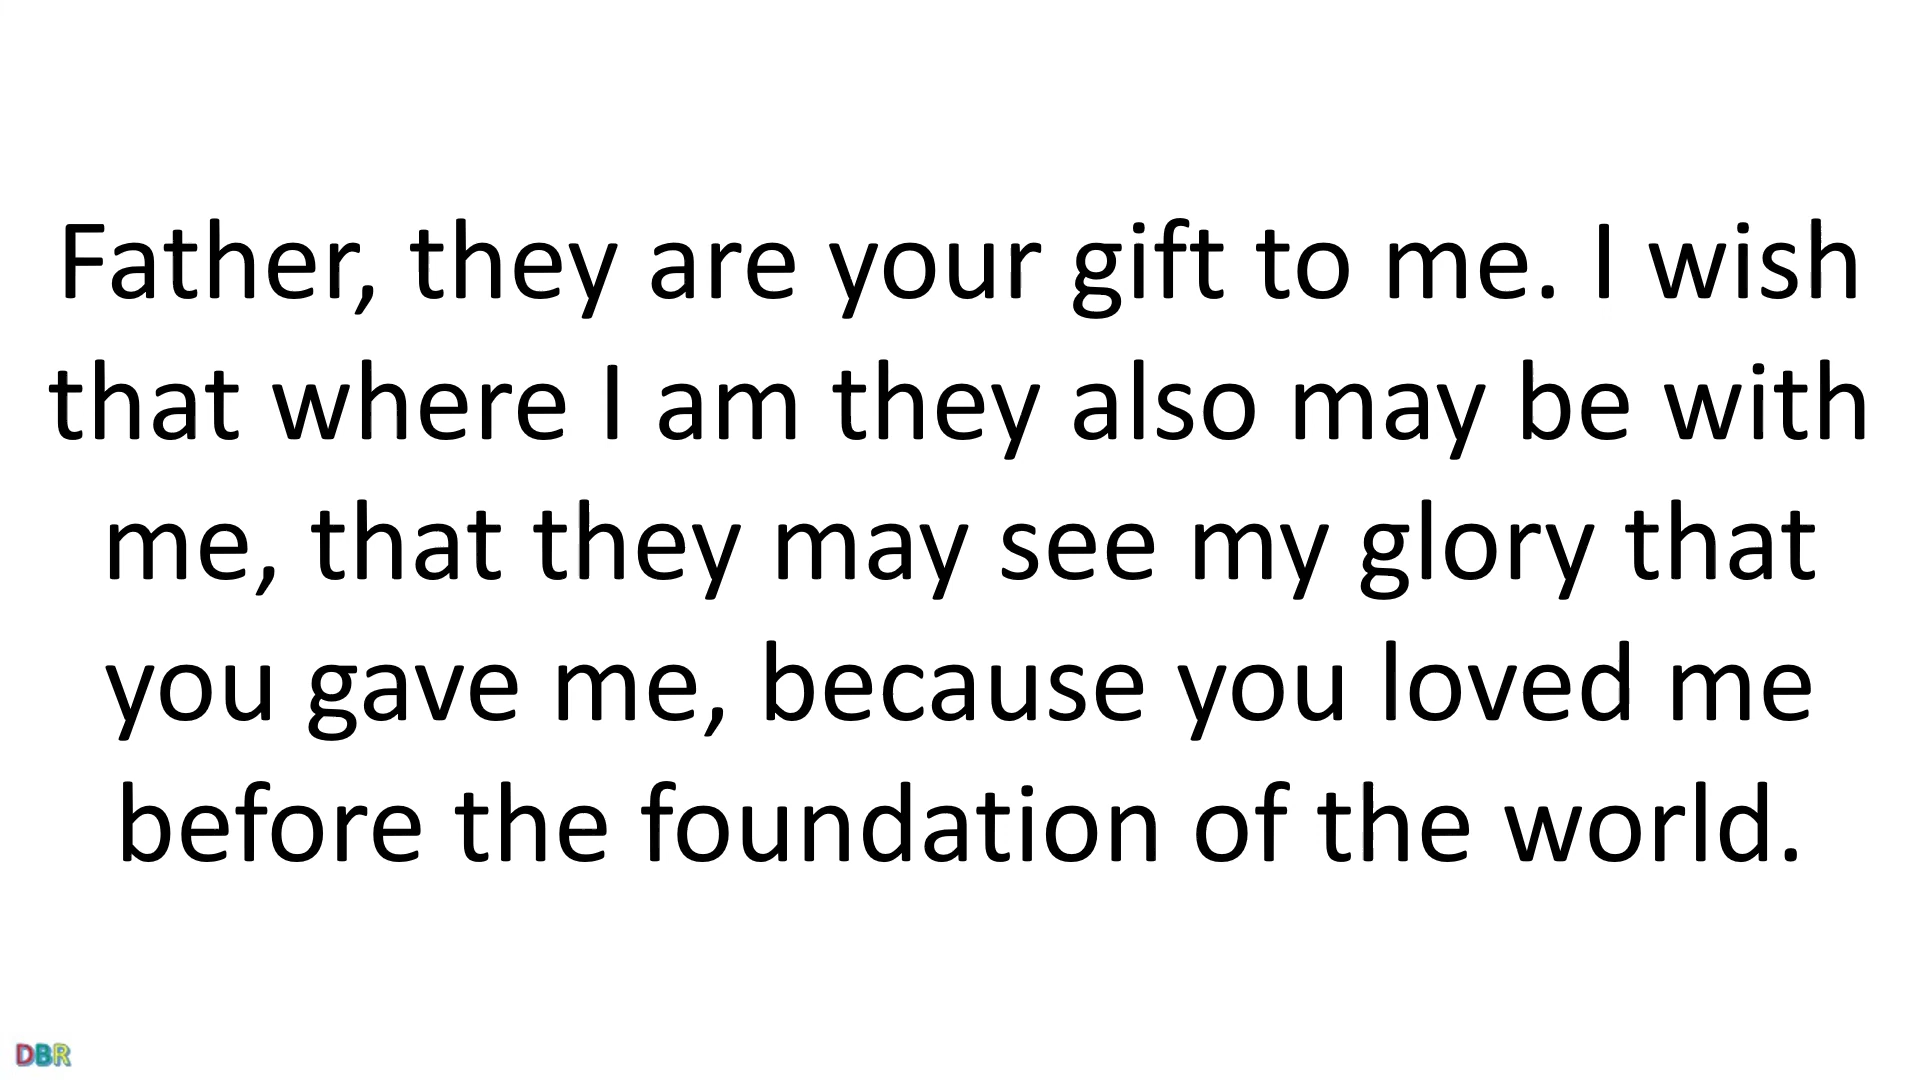 Father, they are your gift to me. I wish
that where I am they also may be with
me, that they may see my glory that
you gave me, because you loved me
before the foundation of the world.
DBR